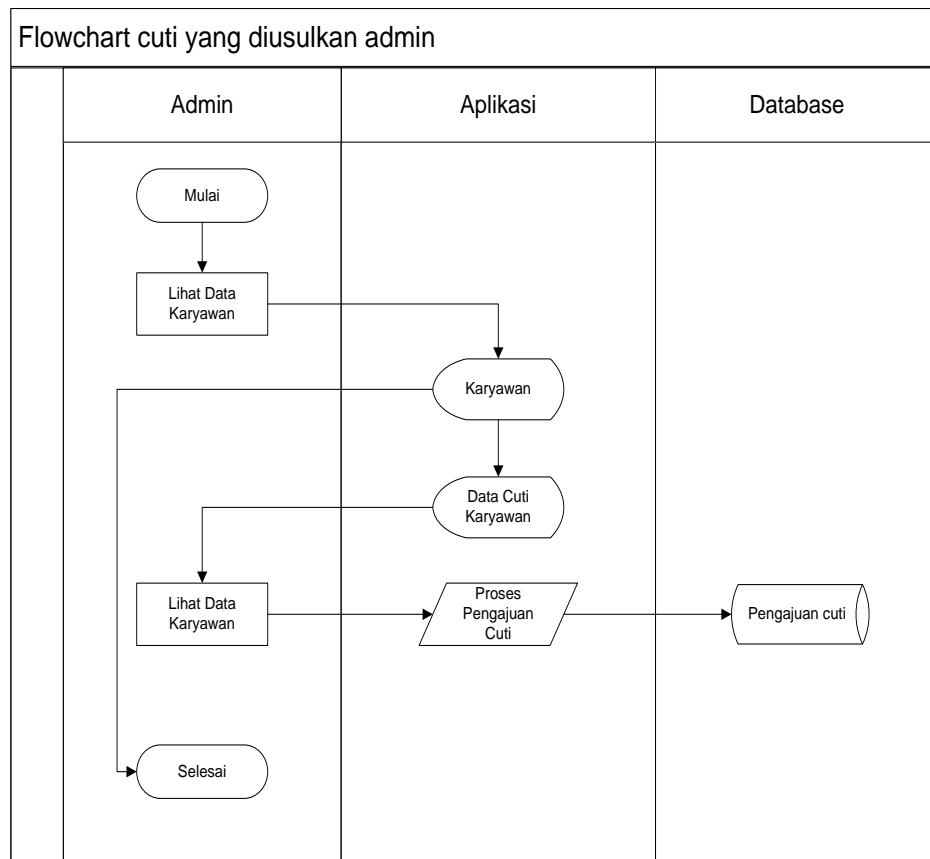 Flowchart cuti yang diusulkan admin
Admin
Aplikasi
Database
Mulai
Lihat Data
Karyawan
Karyawan
Data Cuti
Karyawan
Lihat Data
Karyawan
Proses
Pengajuan
Cuti
Pengajuan cuti
Selesai